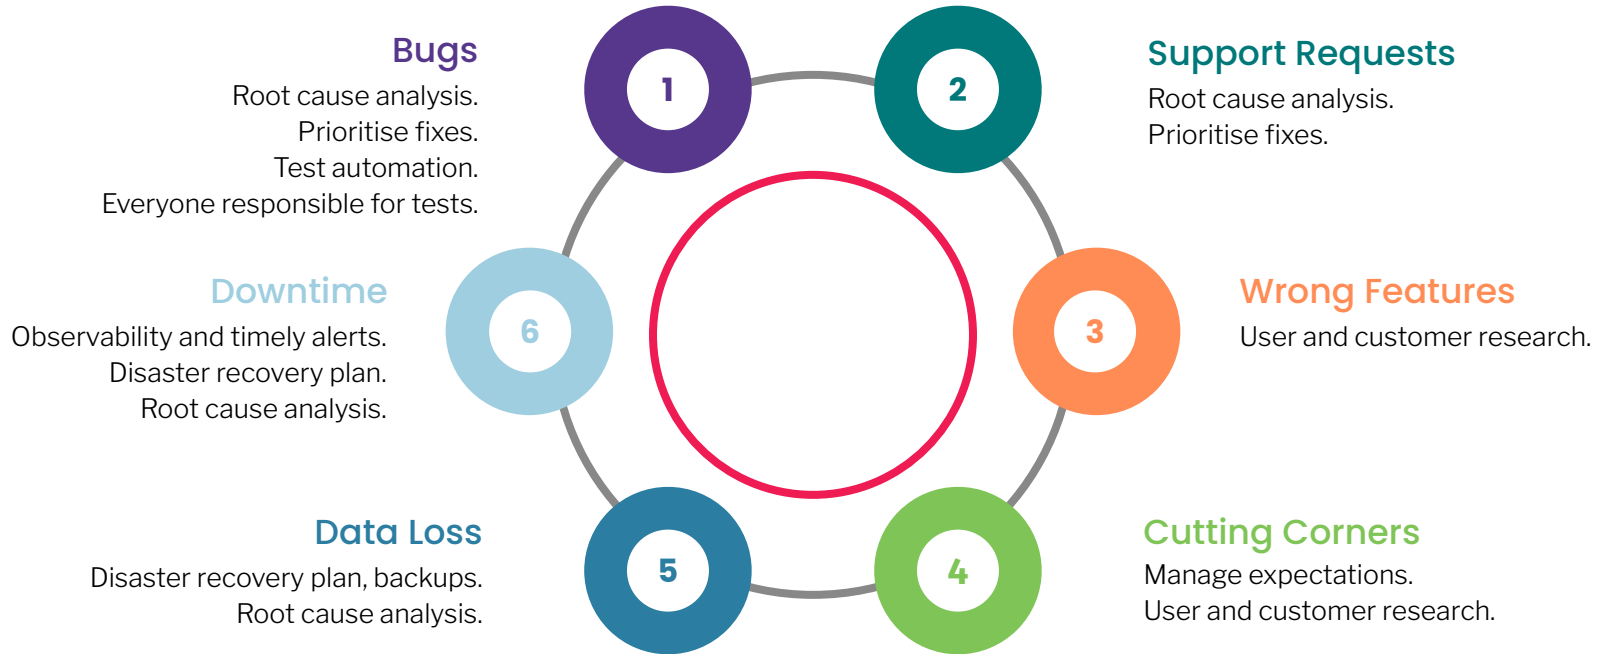 Bugs
Root cause analysis.
Prioritise fixes.
Test automation.
Everyone responsible for tests.
1
2
Support Requests
Root cause analysis.
Prioritise fixes.
3
Wrong Features
User and customer research.
4
Cutting Corners
Manage expectations.
User and customer research.
5
Data Loss
Disaster recovery plan, backups.
Root cause analysis.
6
Downtime
Observability and timely alerts.
Disaster recovery plan.
Root cause analysis.